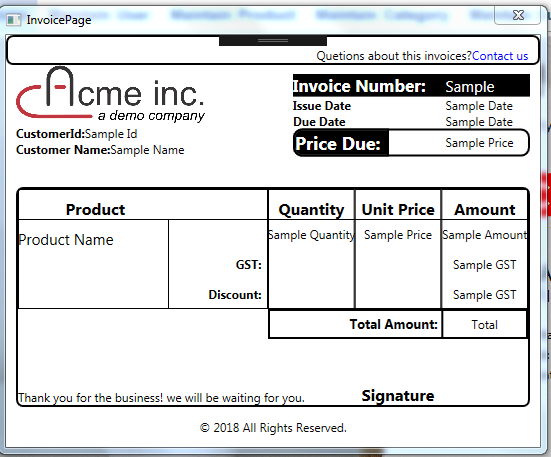 InvoicePage
Quetions about this invoices?Contact us
Acme inc.
a demo company
Invoice Number: Sample
Issue Date Sample Date
Due Date Sample Date
Price Due: Sample Price
CustomerId:Sample Id
Customer Name:Sample Name
Product Quantity Unit Price Amount
Product Name Sample Quantity Sample Price Sample Amount
GST: Sample GST
Discount: Sample GST
Total Amount: Total
Thank you for the business! we will be waiting for you. Signature
© 2018 All Rights Reserved.